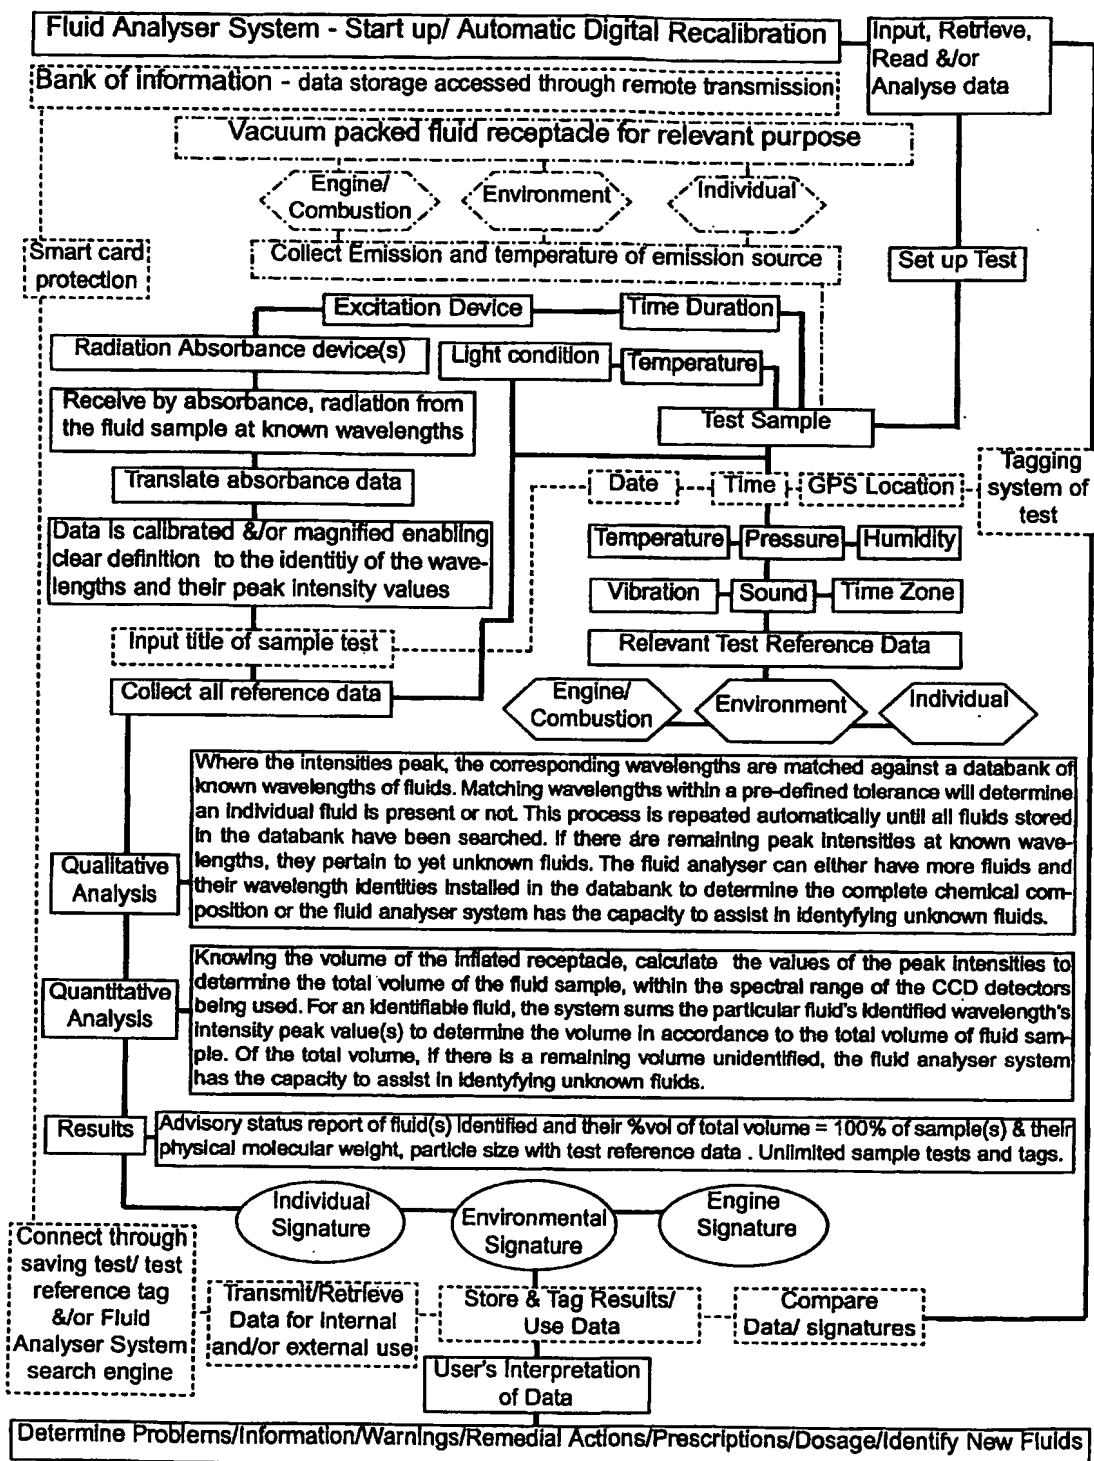 Fluid Analyser System - Start up/ Automatic Digital Recalibration
Input, Retrieve,
Read &/or
Analyse data
Bank of information - data storage accessed through remote transmission
Vacuum packed fluid receptacle for relevant purpose
Engine/
Combustion
Environment
Individual
Smart card
protection
Collect Emission and temperature of emission source
Set up Test
Excitation Device
Time Duration
Radiation Absorbance device(s)
Light condition
Temperature
Receive by absorbance, radiation from
the fluid sample at known wavelengths
Test Sample
Translate absorbance data
Date
Time
GPS Location
Tagging
system of
test
Data is calibrated &/or magnified enabling
clear definition to the identitiy of the wave-
lengths and their peak intensity values
Temperature
Pressure
Humidity
Vibration
Sound
Time Zone
Input title of sample test
Relevant Test Reference Data
Collect all reference data
Engine/
Combustion
Environment
Individual
Qualitative
Analysis
Where the intensities peak, the corresponding wavelengths are matched against a databank of
known wavelengths of fluids. Matching wavelengths within a pre-defined tolerance will determine
an individual fluid is present or not. This process is repeated automatically until all fluids stored
in the databank have been searched. If there are remaining peak intensities at known wave-
lengths, they pertain to yet unknown fluids. The fluid analyser can either have more fluids and
their wavelength identities installed in the databank to determine the complete chemical com-
position or the fluid analyser system has the capacity to assist in identyfying unknown fluids.
Quantitative
Analysis
Knowing the volume of the inflated receptacle, calculate the values of the peak intensities to
determine the total volume of the fluid sample, within the spectral range of the CCD detectors
being used. For an identifiable fluid, the system sums the particular fluid's identified wavelength's
intensity peak value(s) to determine the volume in accordance to the total volume of fluid sam-
ple. Of the total volume, if there is a remaining volume unidentified, the fluid analyser system
has the capacity to assist in identyfying unknown fluids.
Results
Advisory status report of fluid(s) identified and their %vol of total volume = 100% of sample(s) & their
physical molecular weight, particle size with test reference data . Unlimited sample tests and tags.
Individual
Signature
Environmental
Signature
Engine
Signature
Connect through
saving test/ test
reference tag
&/or Fluid
Analyser System
search engine
Transmit/Retrieve
Data for internal
and/or external use
Store & Tag Results/
Use Data
Compare
Data/ signatures
User's Interpretation
of Data
Determine Problems/Information/Warnings/Remedial Actions/Prescriptions/Dosage/Identify New Fluids